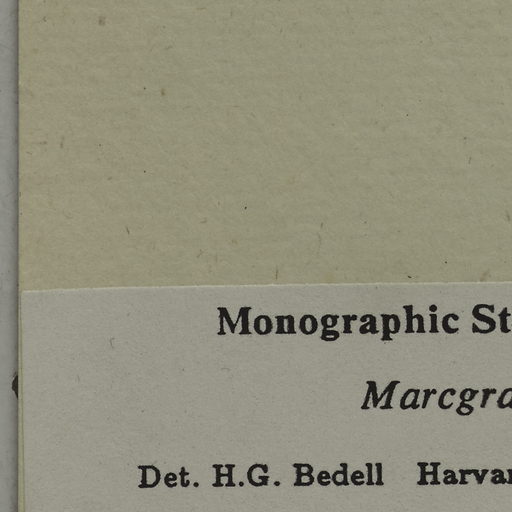 Monographic St
Marcgra
Det. H.G. Bedell Harvar